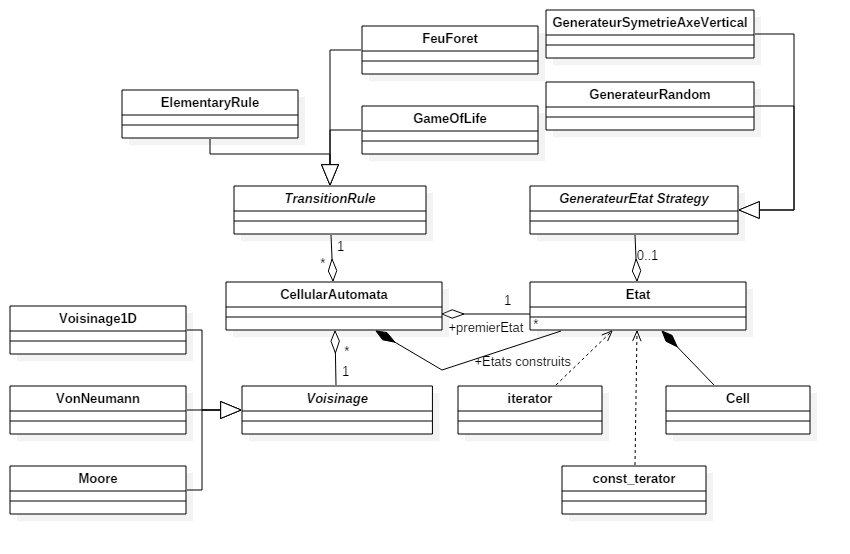 GenerateurSymetrieAxeVertical
FeuForet
GenerateurRandom
ElementaryRule
GameOfLife
TransitionRule
GenerateurEtat Strategy
1
0..1
*
CellularAutomata
Etat
1
Voisinage1D
+premierEtat
*
*
+Etats construits
1
VonNeumann
Voisinage
iterator
Cell
Moore
const_terator